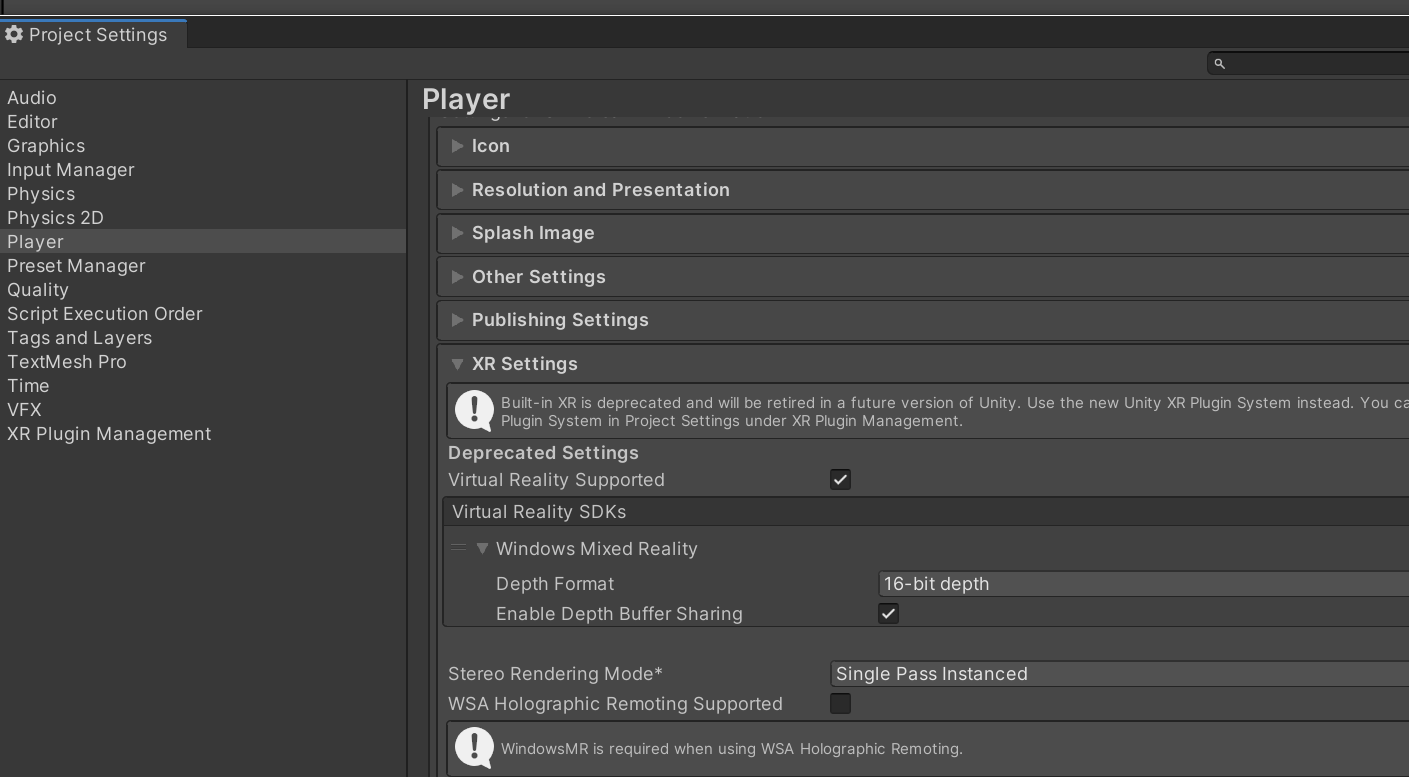 Project Settings
Audio
Editor
Graphics
Input Manager
Physics
Physics 2D
Player
Preset Manager
Quality
Script Execution Order
Tags and Layers
TextMesh Pro
Time
VFX
XR Plugin Management
Player
Icon
Resolution and Presentation
Splash Image
Other Settings
Publishing Settings
XR Settings
Built-in XR is deprecated and will be retired in a future version of Unity. Use the new Unity XR Plugin System instead. You ca
Plugin System in Project Settings under XR Plugin Management.
Deprecated Settings
Virtual Reality Supported
Virtual Reality SDKs
Windows Mixed Reality
Depth Format 16-bit depth
Enable Depth Buffer Sharing
Stereo Rendering Mode* Single Pass Instanced
WSA Holographic Remoting Supported
WindowsMR is required when using WSA Holographic Remoting.